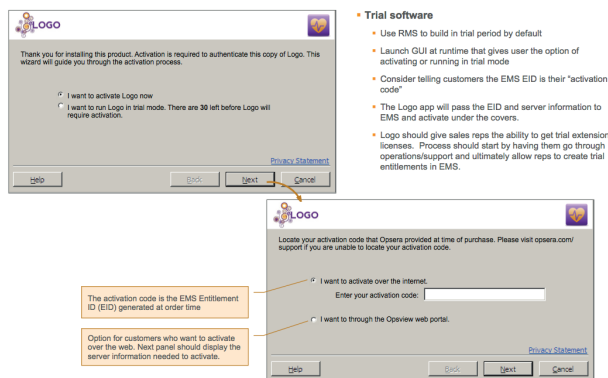 LOGO
Thank you for installing this product. Activation is required to authenticate this copy of Logo. This
wizard will guide you through the activation process.
I want to activate Logo now
I want to run Logo in trial mode. There are 30 left before Logo will
require activation.
Privacy Statement
Help
Back
Next
Cancel
Trial software
Use RMS to build in trial period by default
Launch GUI at runtime that gives user the option of
activating or running in trial mode
Consider telling customers the EMS EID is their "activation
code"
The Logo app will pass the EID and server information to
EMS and activate under the covers.
Logo should give sales reps the ability to get trial extension
licenses. Process should start by having them go through
operations/support and ultimately allow reps to create trial
entitlements in EMS.
LOGO
Locate your activation code that Opsera provided at time of purchase. Please visit opsera.com/
support if you are unable to locate your activation code.
I want to activate over the internet.
Enter your activation code:
I want to through the Opsview web portal.
Privacy Statement
Help
Back
Next
Cancel
The activation code is the EMS Entitlement
ID (EID) generated at order time
Option for customers who want to activate
over the web. Next panel should display the
server information needed to activate.